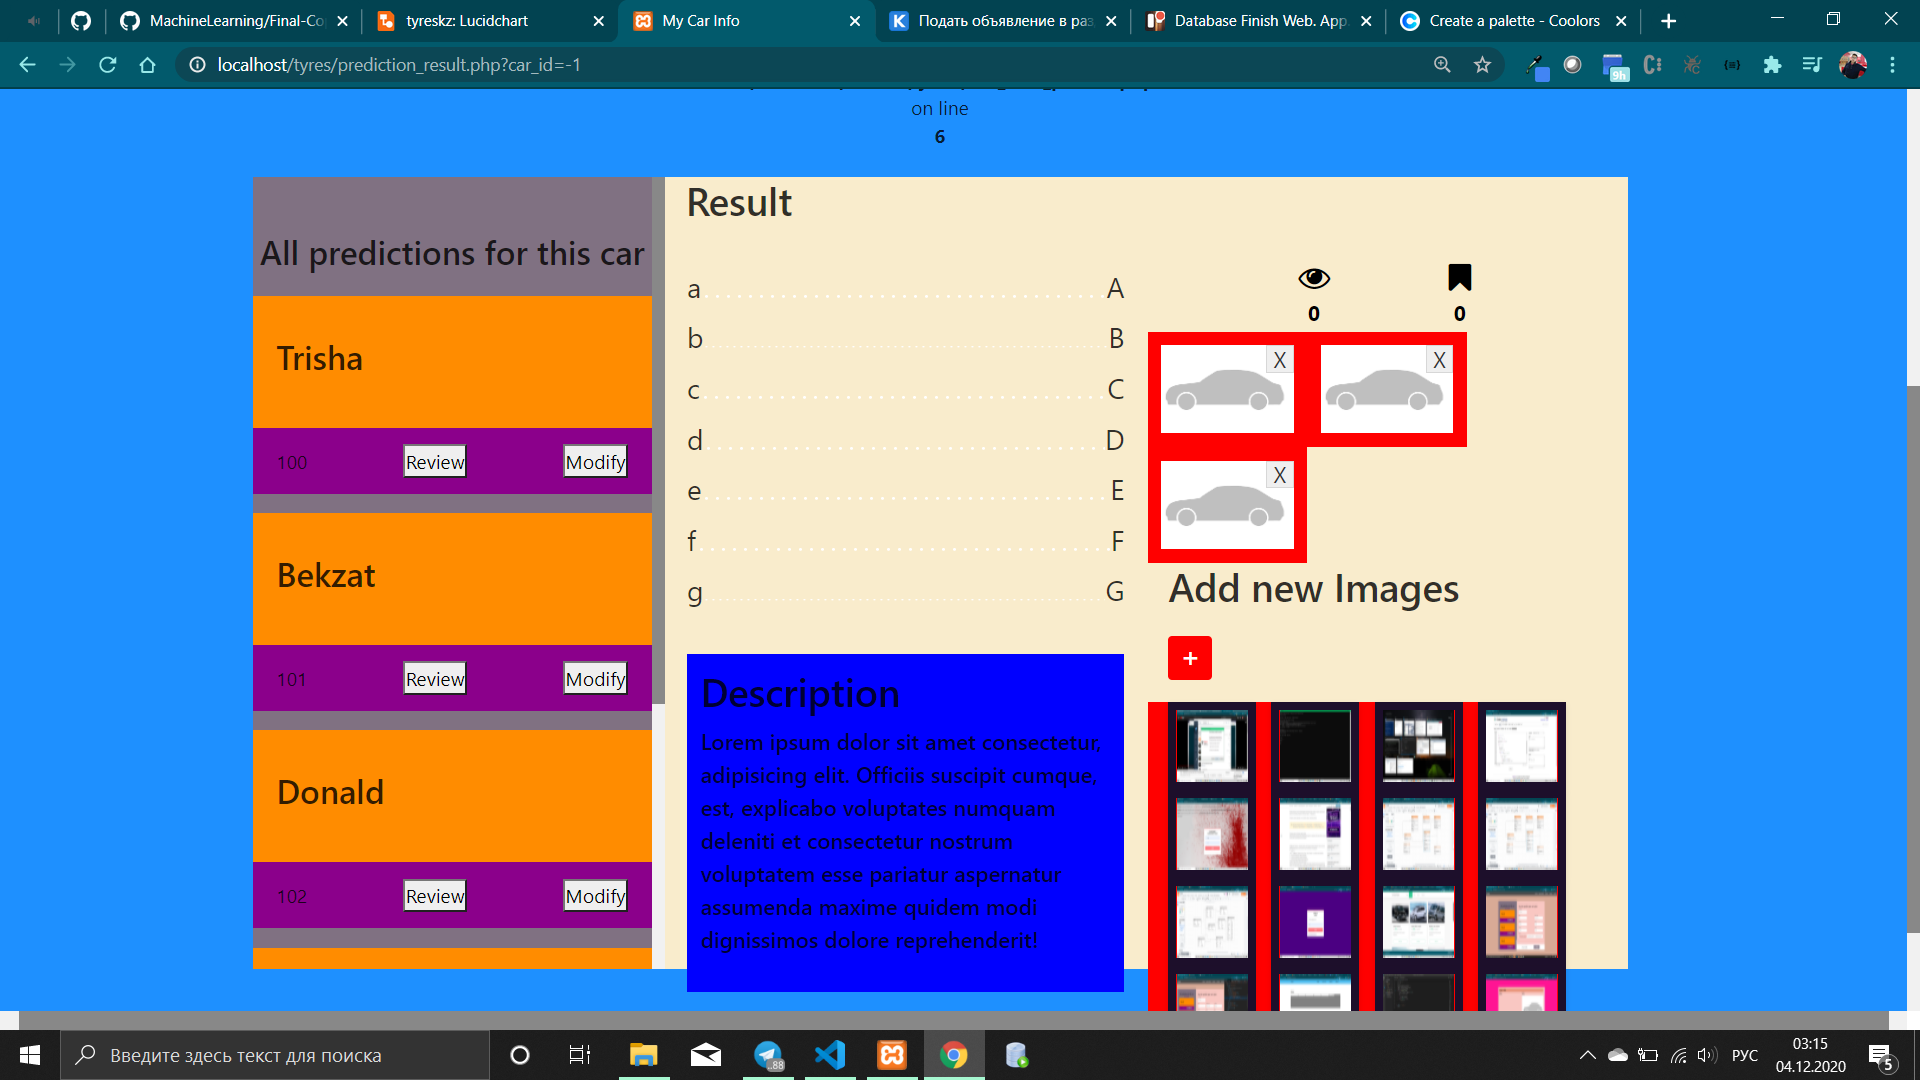 MachineLearning/Final-Co
tyreskz: Lucidchart
My Car Info
Подать объявление в раз
Database Finish Web. App.
Create a palette - Coolors
localhost/tyres/prediction_result.php?car_id=-1
9h
on line
6
All predictions for this car
Trisha
100 Review Modify
Bekzat
101 Review Modify
Donald
102 Review Modify
Result
a A
b B
c C
d D
e E
f F
g G
Description
Lorem ipsum dolor sit amet consectetur,
adipisicing elit. Officiis suscipit cumque,
est, explicabo voluptates numquam
deleniti et consectetur nostrum
voluptatem esse pariatur aspernatur
assumenda maxime quidem modi
dignissimos dolore reprehenderit!
0 0
X X
X
Add new Images
+
Введите здесь текст для поиска
..88
РУС
03:15
04.12.2020
5